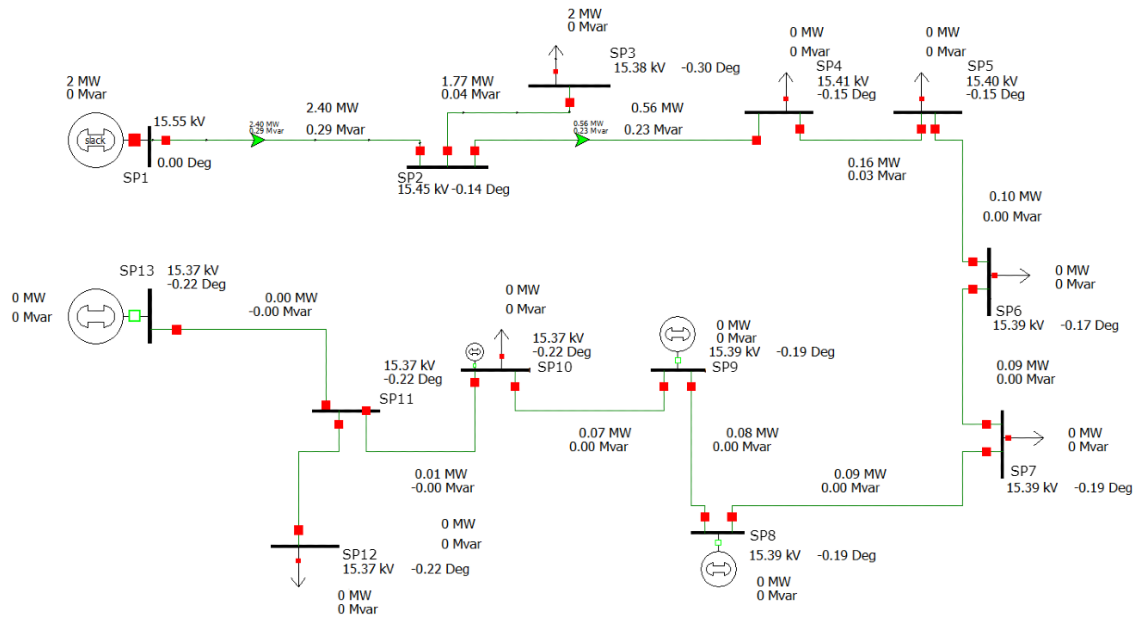 2 MW
0 Mvar
slack
15.55 kV
0.00 Deg
SP1
2.40 MW
0.29 Mvar
2.40 MW
0.29 Mvar
SP2
15.45 kV -0.14 Deg
1.77 MW
0.04 Mvar
2 MW
0 Mvar
SP3
15.38 kV -0.30 Deg
0.56 MW
0.23 Mvar
0.56 MW
0.23 Mvar
0 MW
0 Mvar
SP4
15.41 kV
-0.15 Deg
0 MW
0 Mvar
SP5
15.40 kV
-0.15 Deg
0.16 MW
0.03 Mvar
0.10 MW
0.00 Mvar
0 MW
0 Mvar
SP6
15.39 kV -0.17 Deg
0.09 MW
0.00 Mvar
0 MW
0 Mvar
SP7
15.39 kV -0.19 Deg
0.09 MW
0.00 Mvar
SP8
15.39 kV -0.19 Deg
0 MW
0 Mvar
0.08 MW
0.00 Mvar
0 MW
0 Mvar
15.39 kV -0.19 Deg
SP9
0.07 MW
0.00 Mvar
0 MW
0 Mvar
15.37 kV
-0.22 Deg
SP10
15.37 kV
-0.22 Deg
SP11
0.01 MW
-0.00 Mvar
0 MW
0 Mvar
SP12
15.37 kV -0.22 Deg
0 MW
0 Mvar
0.00 MW
-0.00 Mvar
SP13
15.37 kV
-0.22 Deg
0 MW
0 Mvar